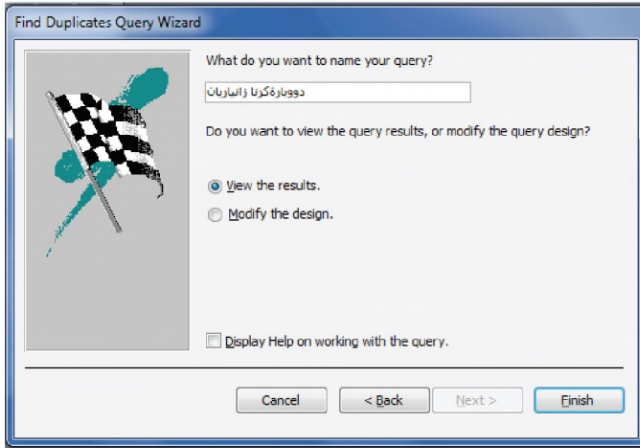 Find Duplicates Query Wizard
What do you want to name your query?
دووبارةكرنا زانياريان
Do you want to view the query results, or modify the query design?
View the results.
Modify the design.
Display Help on working with the query.
Cancel
< Back
Next >
Finish